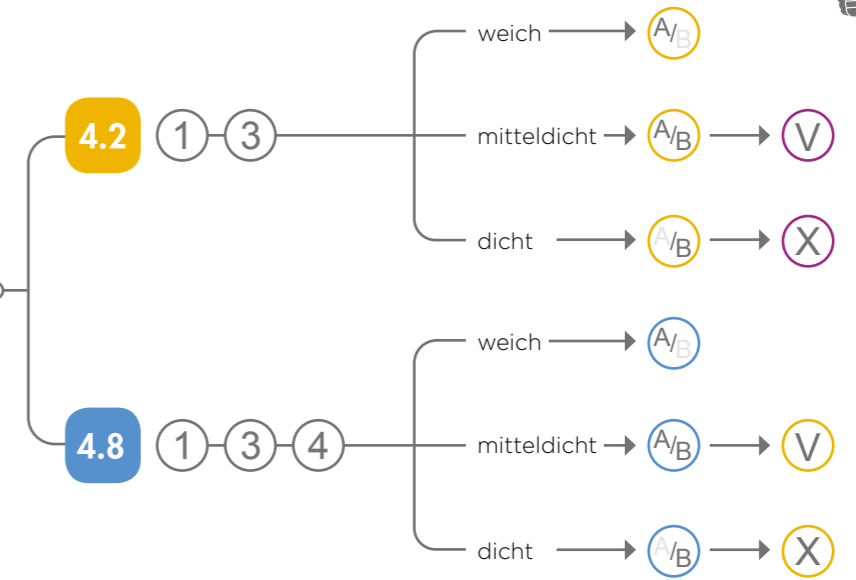 weich A/B
4.2 1 3 mitteldicht A/B V
dicht A/B X
weich A/B
4.8 1 3 4 mitteldicht A/B V
dicht A/B X